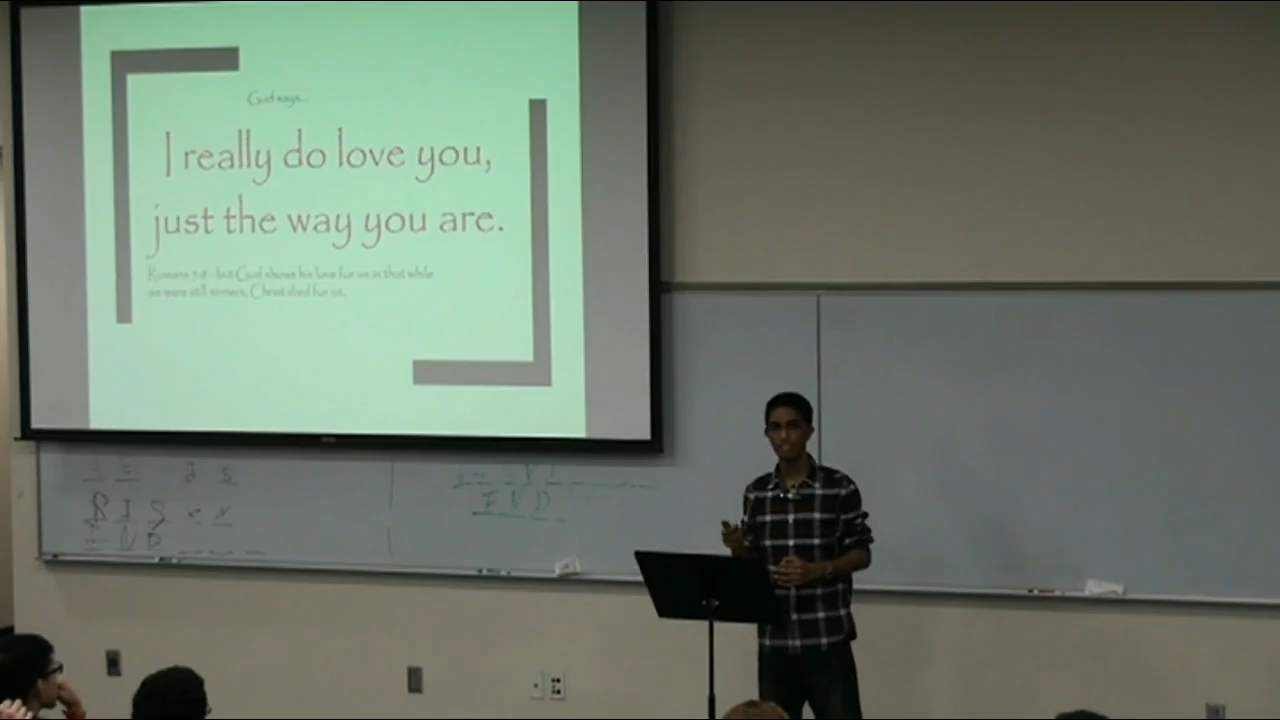 God says...
I really do love you,
just the way you are.
Romans 5:8 - but God shows his love for us in that while
we were still sinners, Christ died for us.
R I S E N
F U D